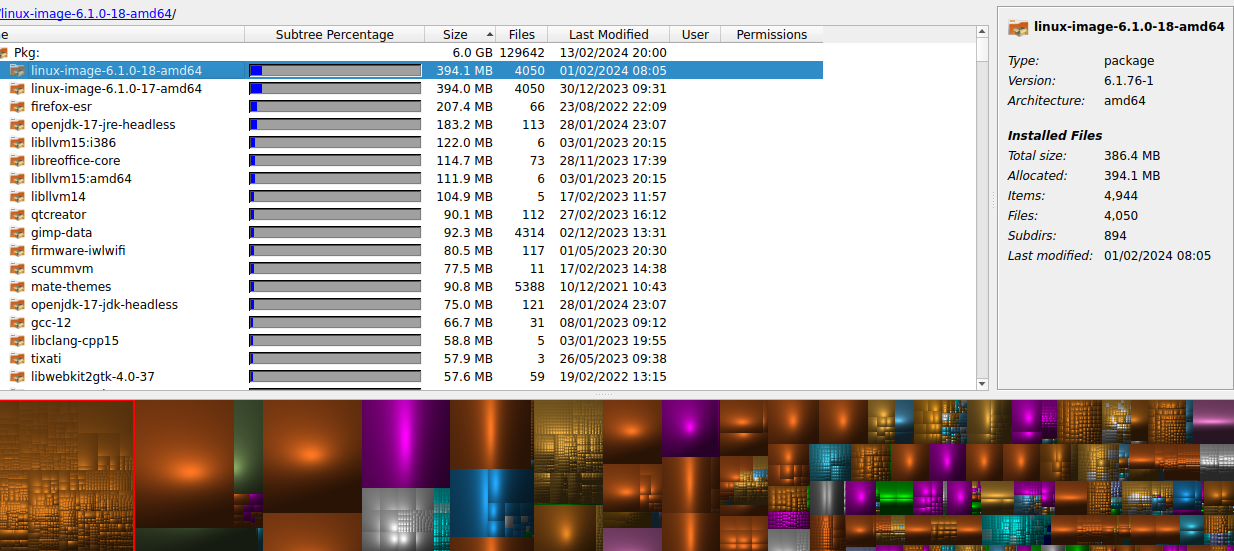 /linux-image-6.1.0-18-amd64/
e Subtree Percentage Size Files Last Modified User Permissions
Pkg: 6.0 GB 129642 13/02/2024 20:00
linux-image-6.1.0-18-amd64 394.1 MB 4050 01/02/2024 08:05
linux-image-6.1.0-17-amd64 394.0 MB 4050 30/12/2023 09:31
firefox-esr 207.4 MB 66 23/08/2022 22:09
openjdk-17-jre-headless 183.2 MB 113 28/01/2024 23:07
libllvm15:i386 122.0 MB 6 03/01/2023 20:15
libreoffice-core 114.7 MB 73 28/11/2023 17:39
libllvm15:amd64 111.9 MB 6 03/01/2023 20:15
libllvm14 104.9 MB 5 17/02/2023 11:57
qtcreator 90.1 MB 112 27/02/2023 16:12
gimp-data 92.3 MB 4314 02/12/2023 13:31
firmware-iwlwifi 80.5 MB 117 01/05/2023 20:30
scummvm 77.5 MB 11 17/02/2023 14:38
mate-themes 90.8 MB 5388 10/12/2021 10:43
openjdk-17-jdk-headless 75.0 MB 121 28/01/2024 23:07
gcc-12 66.7 MB 31 08/01/2023 09:12
libclang-cpp15 58.8 MB 5 03/01/2023 19:55
tixati 57.9 MB 3 26/05/2023 09:38
libwebkit2gtk-4.0-37 57.6 MB 59 19/02/2022 13:15
linux-image-6.1.0-18-amd64
Type: package
Version: 6.1.76-1
Architecture: amd64
Installed Files
Total size: 386.4 MB
Allocated: 394.1 MB
Items: 4,944
Files: 4,050
Subdirs: 894
Last modified: 01/02/2024 08:05